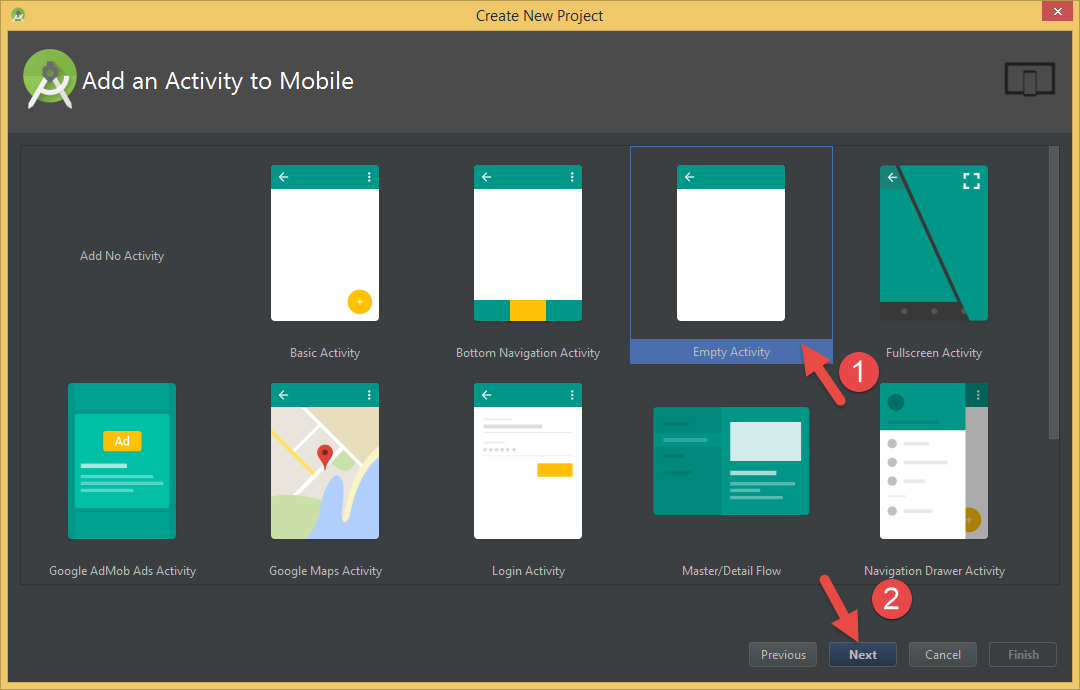 Create New Project
Add an Activity to Mobile
Add No Activity
Basic Activity
Bottom Navigation Activity
Empty Activity
Fullscreen Activity
1
Ad
Google AdMob Ads Activity
Google Maps Activity
Login Activity
Master/Detail Flow
Navigation Drawer Activity
2
Previous
Next
Cancel
Finish